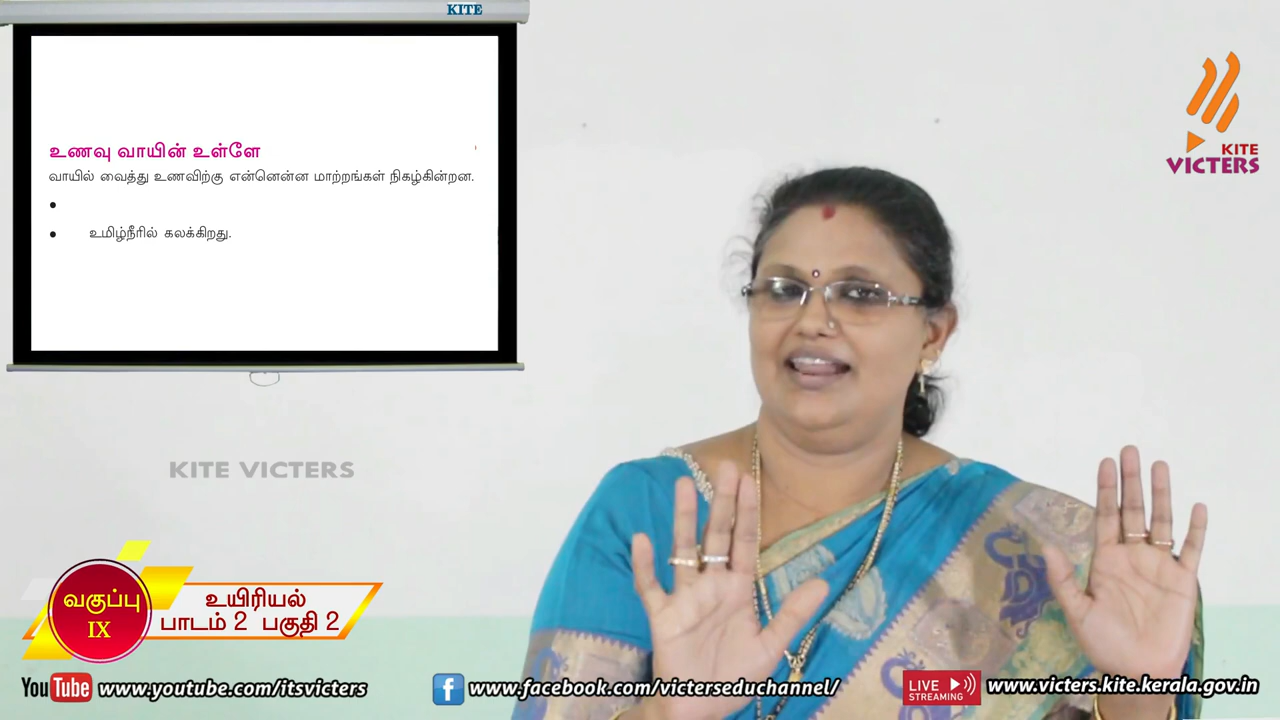 KITE
உணவு வாயின் உள்ளே
வாயில் வைத்து உணவிற்கு என்னென்ன மாற்றங்கள் நிகழ்கின்றன.
●
● உமிழ்நீரில் கலக்கிறது.
KITE
VICTERS
KITE VICTERS
வகுப்பு
IX
உயிரியல்
பாடம் 2 பகுதி 2
YouTube www.youtube.com/itsvicters
f www.facebook.com/victerseduchannel/
LIVE
STREAMING
www.victers.kite.kerala.gov.in